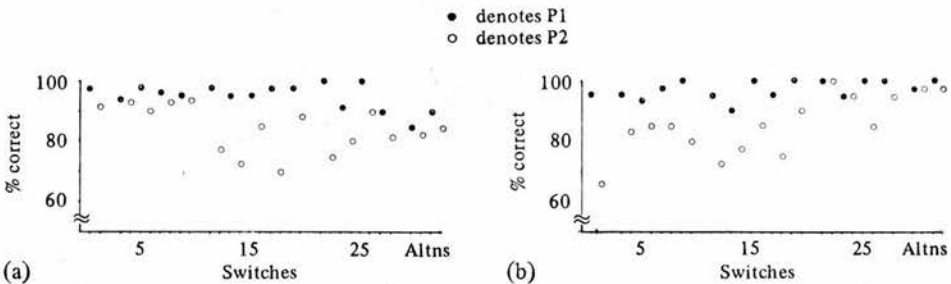 ● denotes P1
○ denotes P2
100
80
60
% correct
5 15 25 Altns
Switches
(a)
100
80
60
% correct
5 15 25 Altns
Switches
(b)